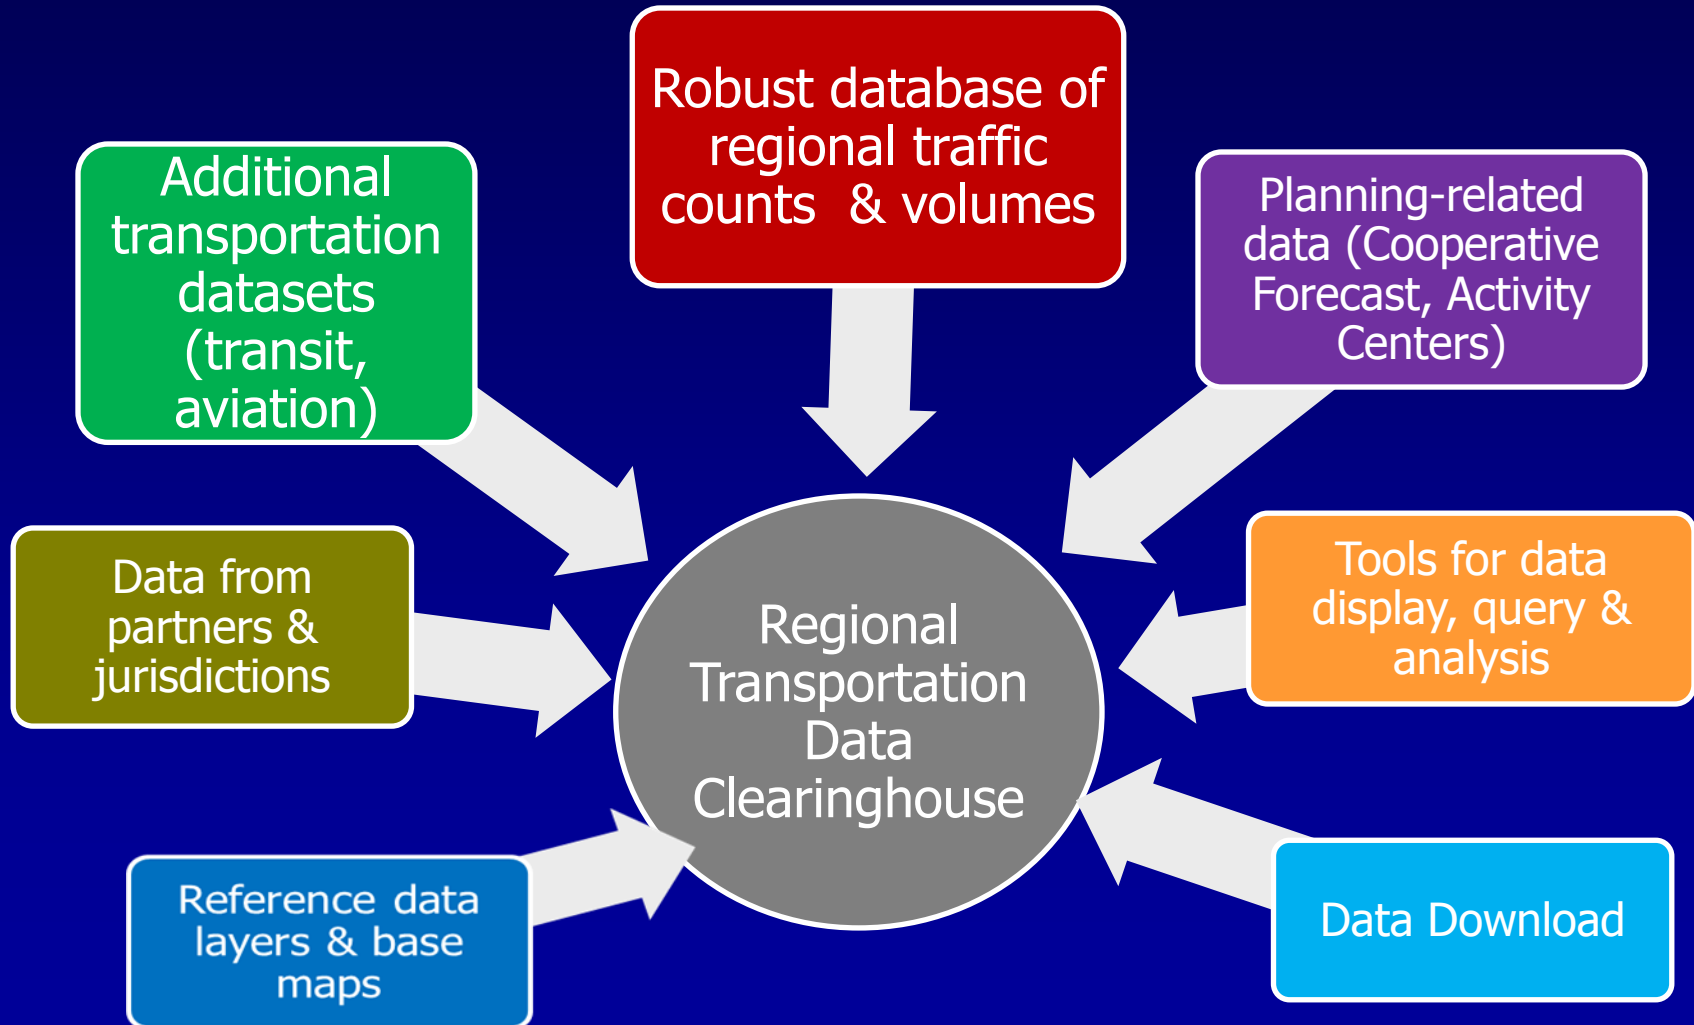 Robust database of
regional traffic
counts  & volumes
Additional
transportation
datasets
(transit,
aviation)
Planning-related
data (Cooperative
Forecast, Activity
Centers)
Data from
partners &
jurisdictions
Tools for data
display, query &
analysis
Regional
Transportation
Data
Clearinghouse
Reference data
layers & base
maps
Data Download